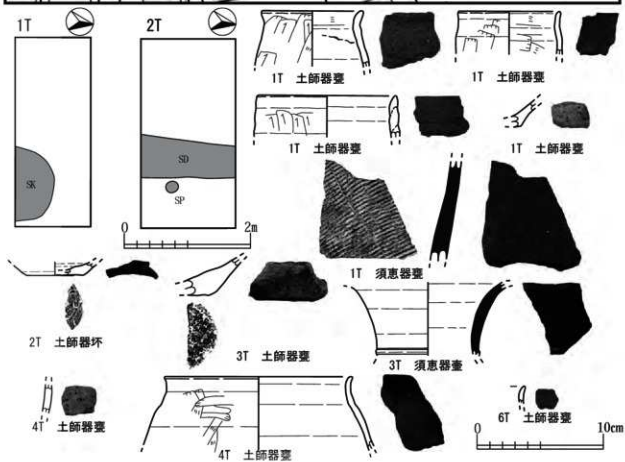 1T
2T
SK
SD
SP
0 2m
1T 土師器甕
1T 土師器甕
1T 土師器甕
1T 土師器甕
1T 須恵器甕
2T 土師器坏
3T 土師器甕
3T 須恵器壷
4T 土師器甕
4T 土師器甕
6T 土師器甕
0 10cm